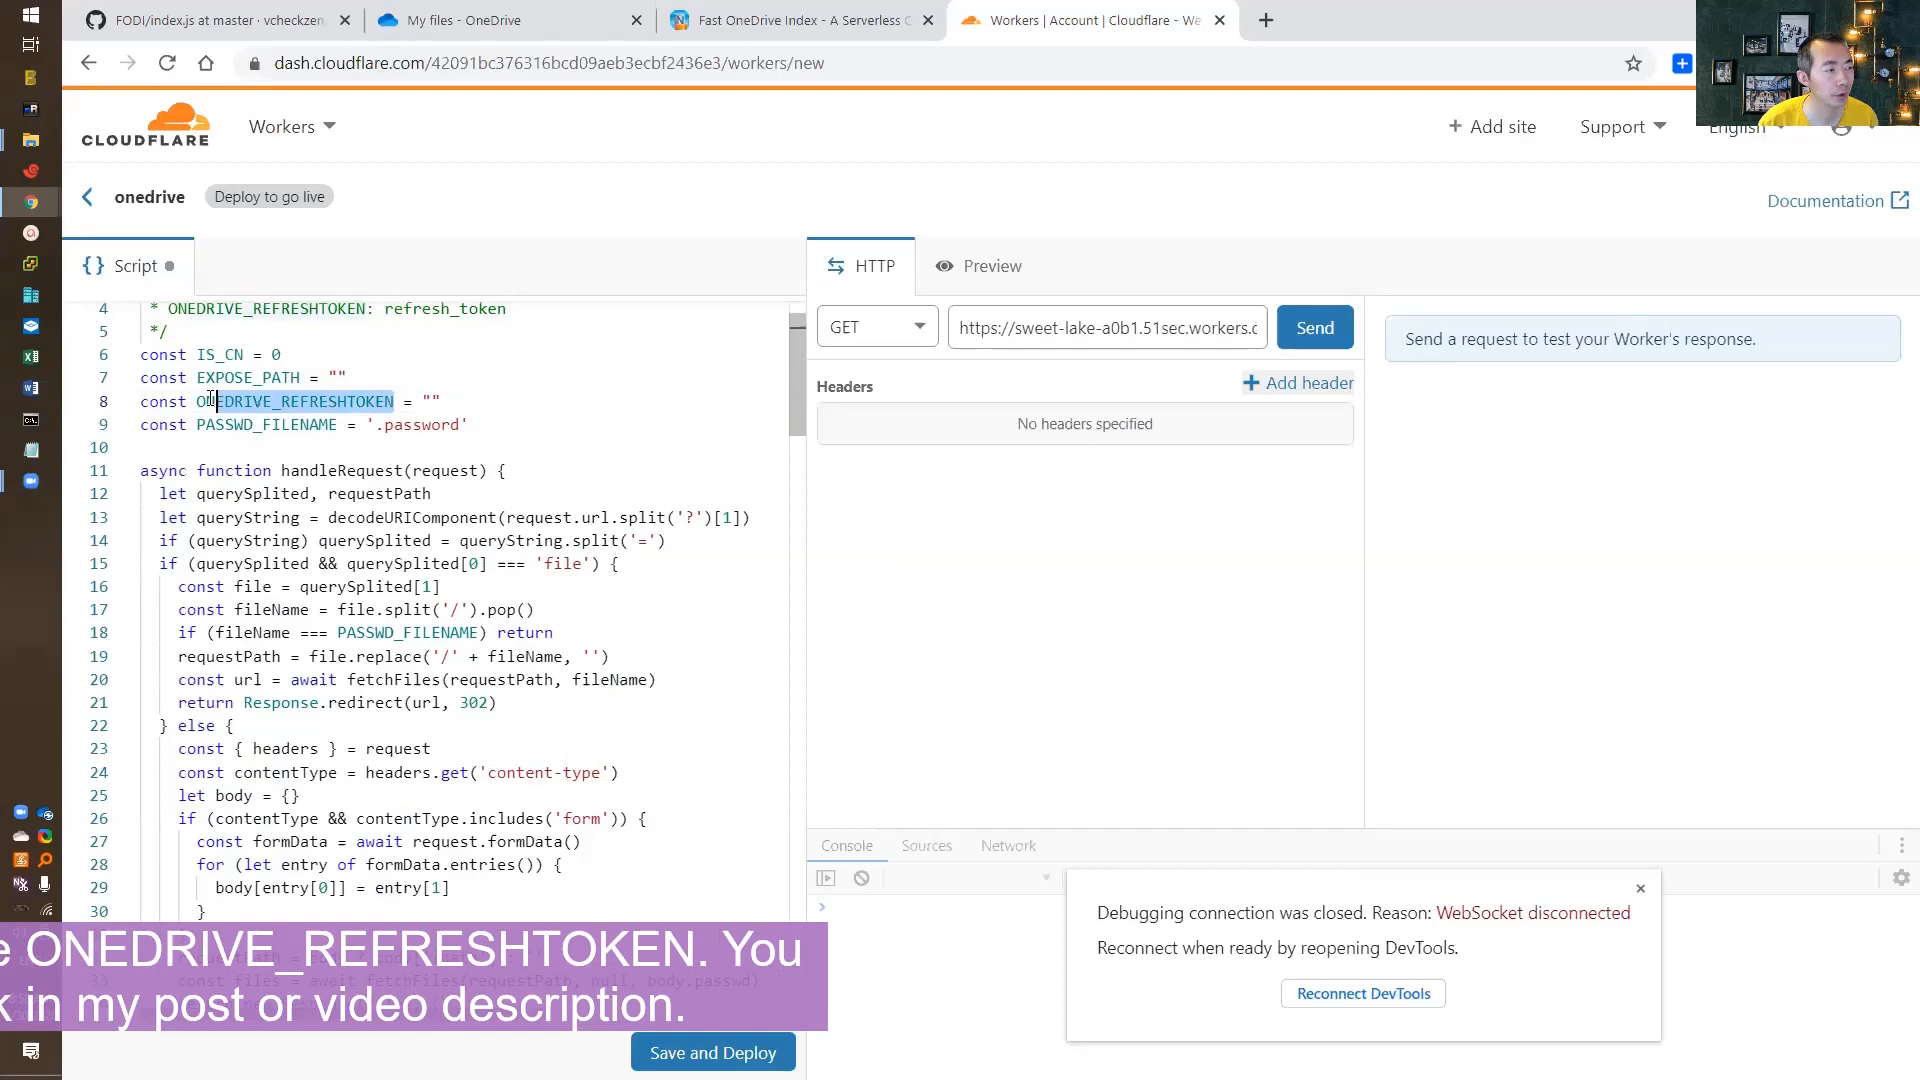 FODI/index.js at master · vcheckzen
My files - OneDrive
Fast OneDrive Index - A Serverless C
Workers | Account | Cloudflare - We
dash.cloudflare.com/42091bc376316bcd09aeb3ecbf2436e3/workers/new
CLOUDFLARE
Workers
Add site
Support
English
onedrive
Deploy to go live
Documentation
{} Script
HTTP
Preview
4 * ONEDRIVE_REFRESHTOKEN: refresh_token
5 */
6 const IS_CN = 0
7 const EXPOSE_PATH = ""
8 const ONEDRIVE_REFRESHTOKEN = ""
9 const PASSWD_FILENAME = '.password'
10
11 async function handleRequest(request) {
12 let querySplited, requestPath
13 let queryString = decodeURIComponent(request.url.split('?')[1])
14 if (queryString) querySplited = queryString.split('=')
15 if (querySplited && querySplited[0] === 'file') {
16 const file = querySplited[1]
17 const fileName = file.split('/').pop()
18 if (fileName === PASSWD_FILENAME) return
19 requestPath = file.replace('/' + fileName, '')
20 const url = await fetchFiles(requestPath, fileName)
21 return Response.redirect(url, 302)
22 } else {
23 const { headers } = request
24 const contentType = headers.get('content-type')
25 let body = {}
26 if (contentType && contentType.includes('form')) {
27 const formData = await request.formData()
28 for (let entry of formData.entries()) {
29 body[entry[0]] = entry[1]
30 }
const files = await fetchFiles(requestPath, null, body.passwd)
e ONEDRIVE_REFRESHTOKEN. You
k in my post or video description.
Save and Deploy
GET
https://sweet-lake-a0b1.51sec.workers.c
Send
Headers
Add header
No headers specified
Send a request to test your Worker's response.
Console
Sources
Network
Debugging connection was closed. Reason: WebSocket disconnected
Reconnect when ready by reopening DevTools.
Reconnect DevTools